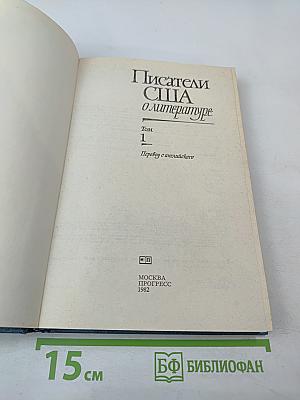 Писатели
США
о литературе
Том
1
Перевод с английского
МОСКВА
ПРОГРЕСС
1982
15 см
БФ БИБЛИОФАН